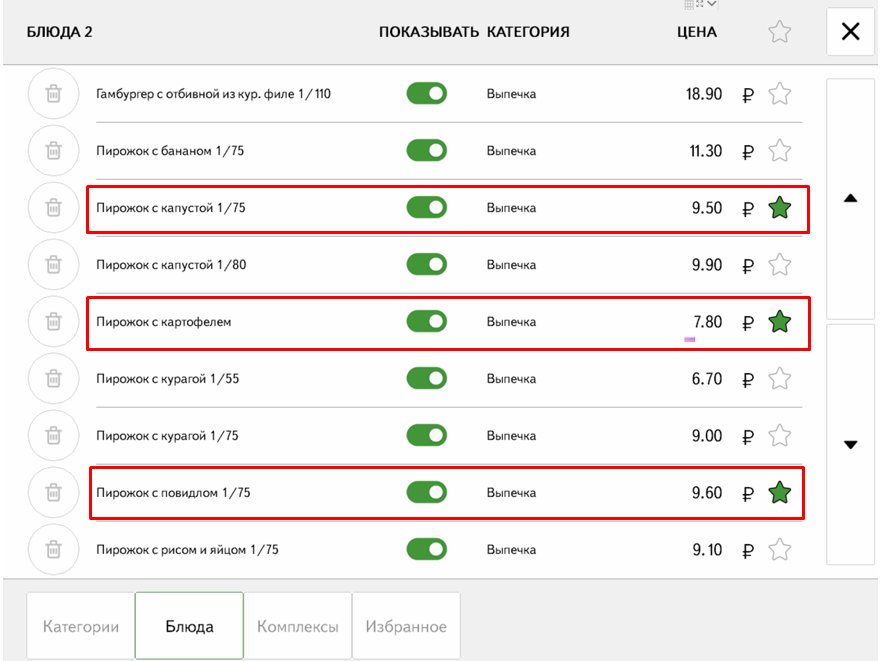 БЛЮДА 2 ПОКАЗЫВАТЬ КАТЕГОРИЯ ЦЕНА
Гамбургер с отбивной из кур. филе 1/110 Выпечка 18.90 ₽
Пирожок с бананом 1/75 Выпечка 11.30 ₽
Пирожок с капустой 1/75 Выпечка 9.50 ₽
Пирожок с капустой 1/80 Выпечка 9.90 ₽
Пирожок с картофелем Выпечка 7.80 ₽
Пирожок с курагой 1/55 Выпечка 6.70 ₽
Пирожок с курагой 1/75 Выпечка 9.00 ₽
Пирожок с повидлом 1/75 Выпечка 9.60 ₽
Пирожок с рисом и яйцом 1/75 Выпечка 9.10 ₽
Категории Блюда Комплексы Избранное